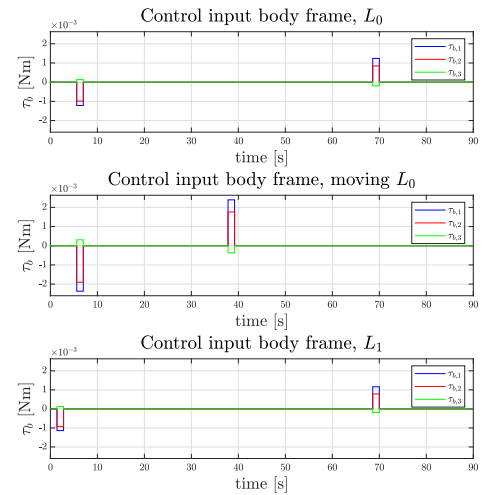 Control input body frame, L₀
×10⁻³
2
1
0
-1
-2
τ_b [Nm]
τ_b,1
τ_b,2
τ_b,3
0 10 20 30 40 50 60 70 80 90
time [s]
Control input body frame, moving L₀
×10⁻³
2
1
0
-1
-2
τ_b [Nm]
τ_b,1
τ_b,2
τ_b,3
0 10 20 30 40 50 60 70 80 90
time [s]
Control input body frame, L₁
×10⁻³
2
1
0
-1
-2
τ_b [Nm]
τ_b,1
τ_b,2
τ_b,3
0 10 20 30 40 50 60 70 80 90
time [s]